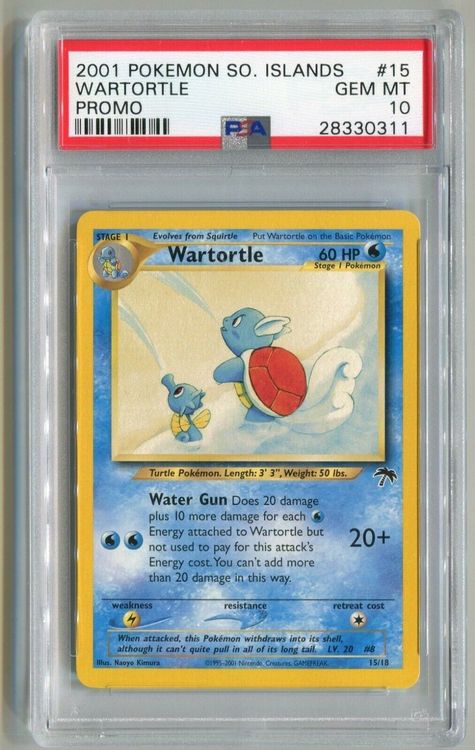 2001 POKEMON SO. ISLANDS #15
WARTORTLE GEM MT
PROMO 10
PSA 28330311
STAGE 1 Evolves from Squirtle Put Wartortle on the Basic Pokémon
Wartortle 60 HP
Stage 1 Pokémon
Turtle Pokémon. Length: 3' 3", Weight: 50 lbs.
Water Gun Does 20 damage
plus 10 more damage for each
Energy attached to Wartortle but
not used to pay for this attack's
Energy cost. You can't add more
than 20 damage in this way.
20+
weakness resistance retreat cost
When attacked, this Pokémon withdraws into its shell,
although it can't quite pull in all of its long tail. LV. 20 #8
Illus. Naoyo Kimura ©1995-2001 Nintendo, Creatures, GAMEFREAK. 15/18